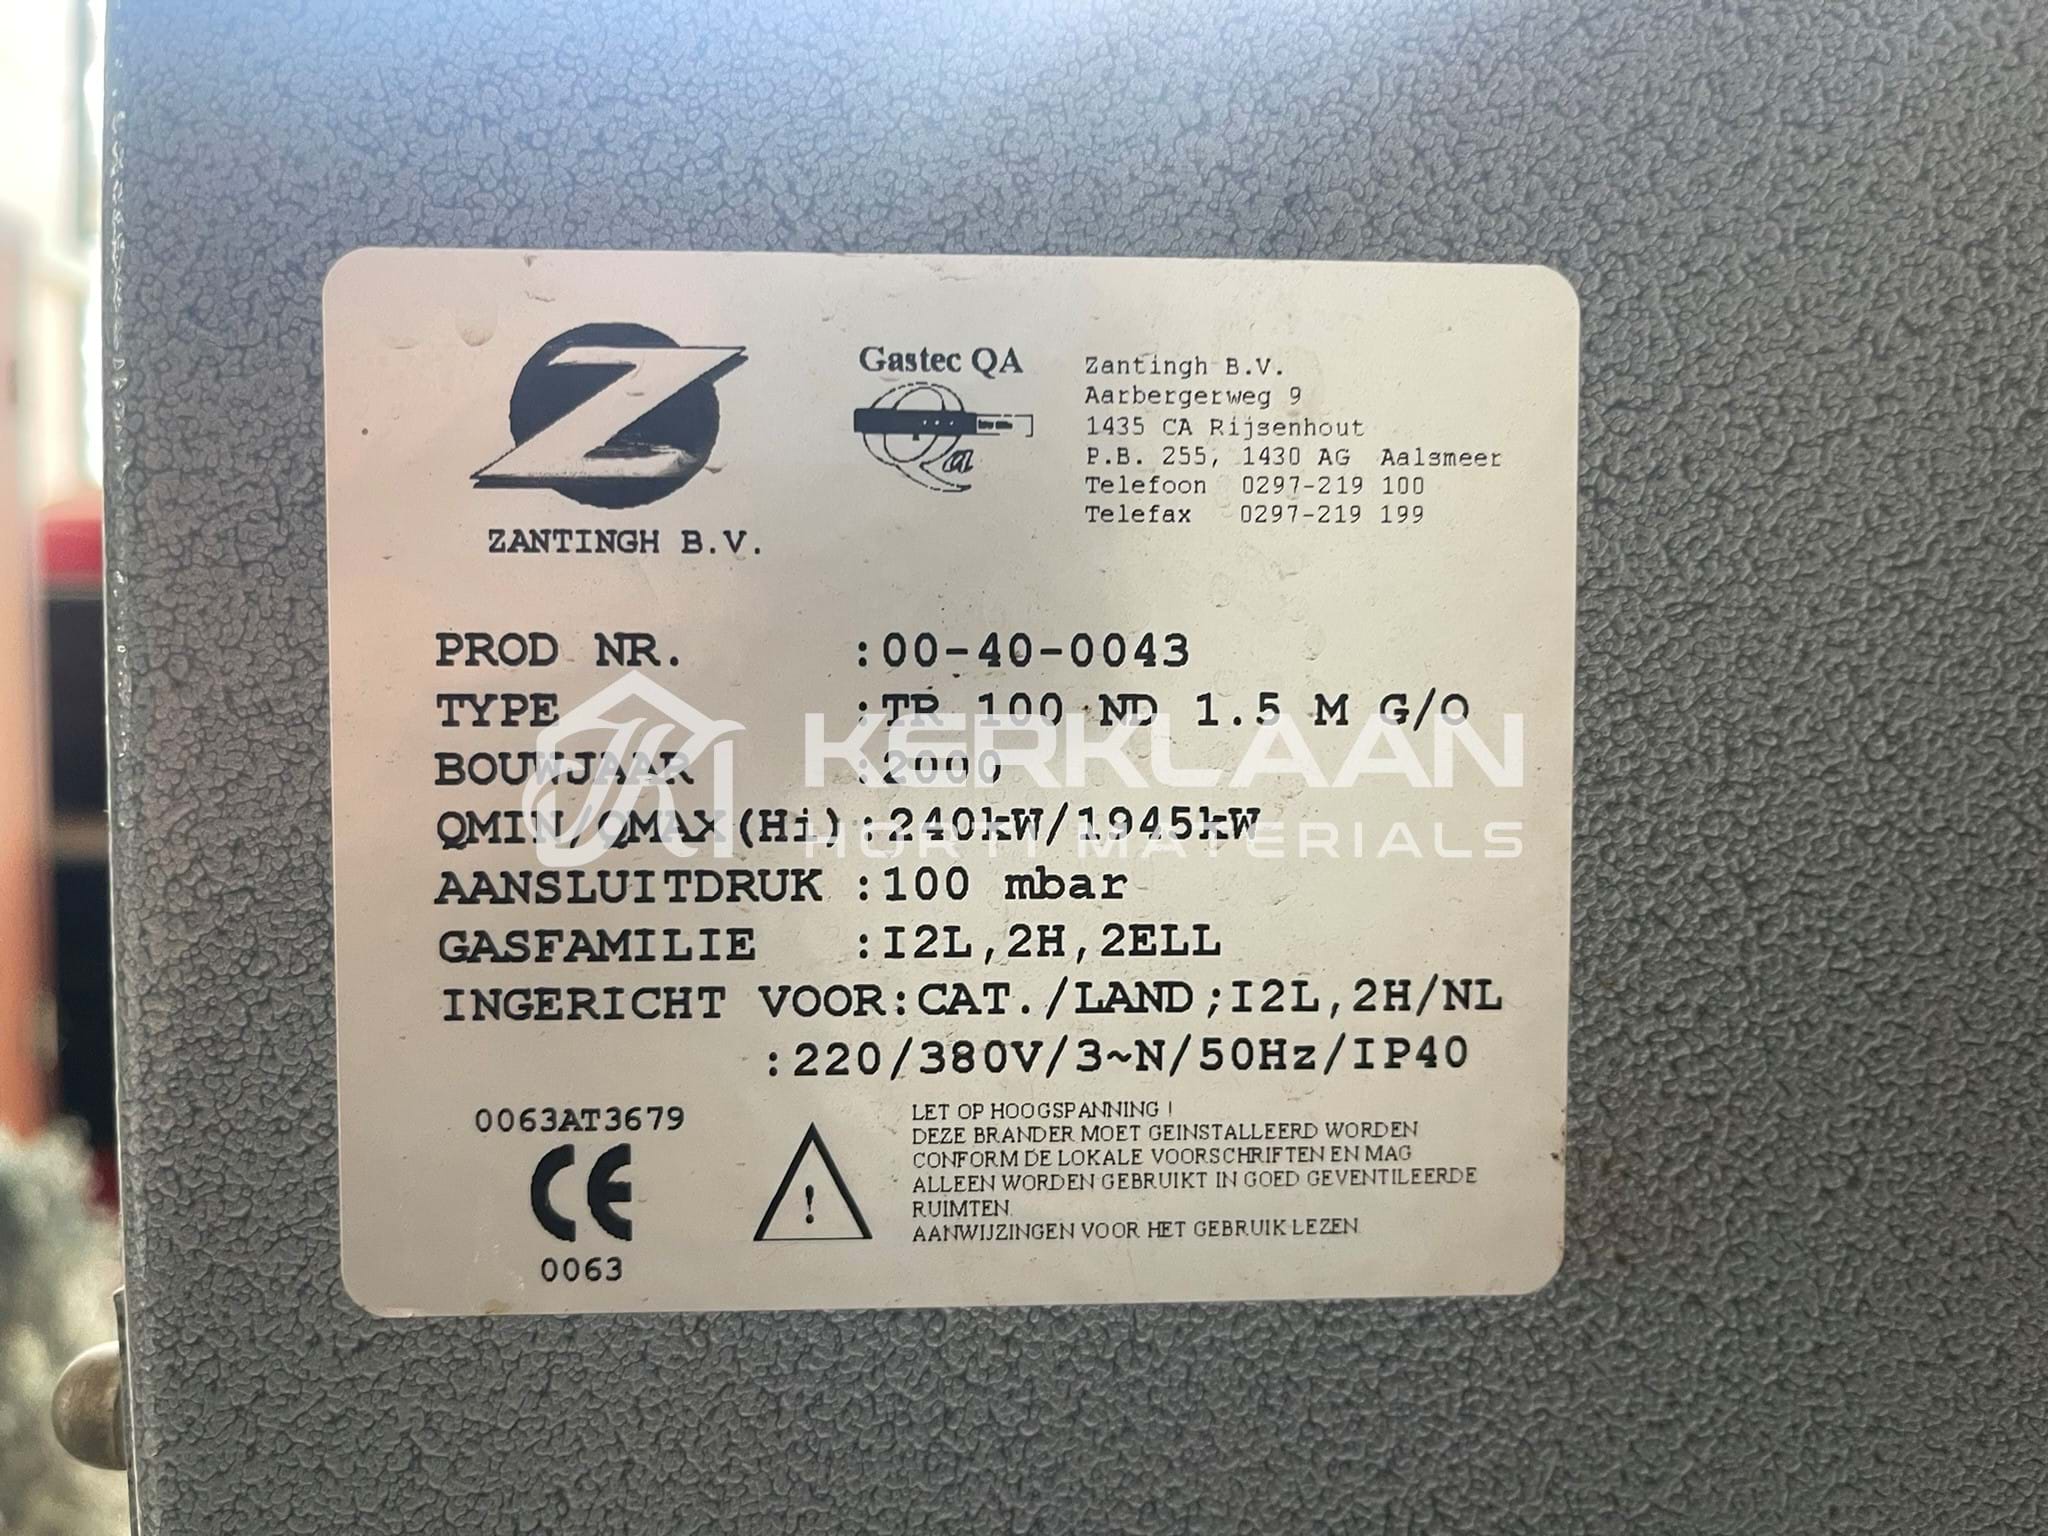 ZANTINGH B.V.
Gastec QA
Zantingh B.V.
Aarbergerweg 9
1435 CA Rijsenhout
P.B. 255, 1430 AG Aalsmeer
Telefoon 0297-219 100
Telefax 0297-219 199
PROD NR. :00-40-0043
TYPE :TR 100 ND 1.5 M G/O
BOUWJAAR :2000
QMIN/QMAX(Hi):240kW/1945kW
AANSLUITDRUK :100 mbar
GASFAMILIE :I2L,2H,2ELL
INGERICHT VOOR:CAT./LAND;I2L,2H/NL
:220/380V/3~N/50Hz/IP40
KERKLAAN
HORTI MATERIALS
0063AT3679
CE
0063
!
LET OP HOOGSPANNING !
DEZE BRANDER MOET GEINSTALLEERD WORDEN
CONFORM DE LOKALE VOORSCHRIFTEN EN MAG
ALLEEN WORDEN GEBRUIKT IN GOED GEVENTILEERDE
RUIMTEN.
AANWIJZINGEN VOOR HET GEBRUIK LEZEN.